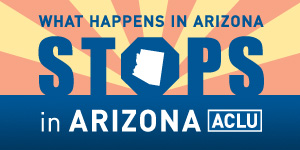 WHAT HAPPENS IN ARIZONA
STOPS
in ARIZONA ACLU